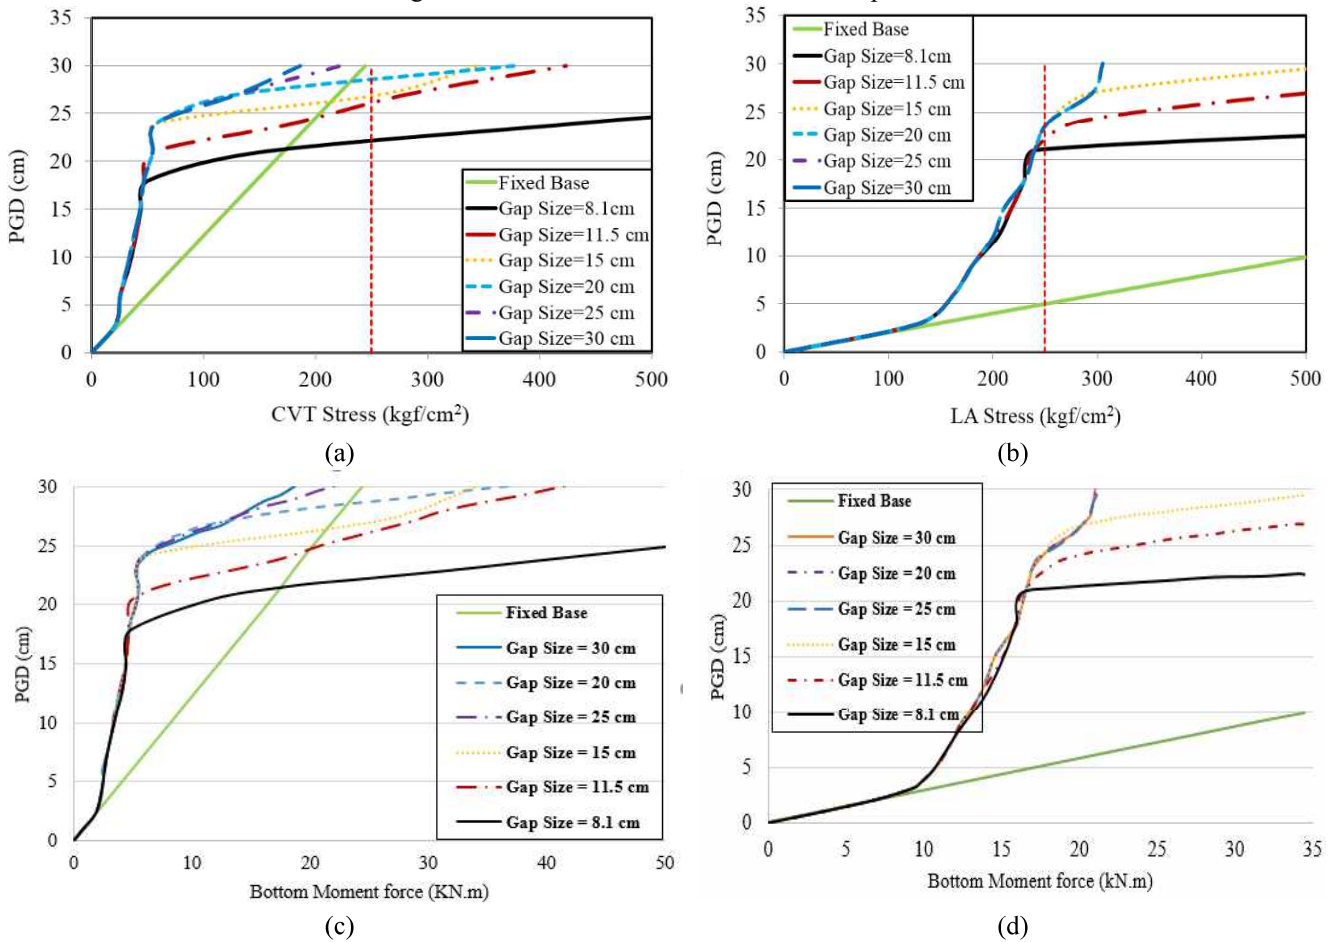 35
30
25
20
15
10
5
0
PGD (cm)
0 100 200 300 400 500
CVT Stress (kgf/cm²)
Fixed Base
Gap Size=8.1cm
Gap Size=11.5 cm
Gap Size=15 cm
Gap Size=20 cm
Gap Size=25 cm
Gap Size=30 cm
(a)
35
30
25
20
15
10
5
0
PGD (cm)
0 100 200 300 400 500
LA Stress (kgf/cm²)
Fixed Base
Gap Size=8.1cm
Gap Size=11.5 cm
Gap Size=15 cm
Gap Size=20 cm
Gap Size=25 cm
Gap Size=30 cm
(b)
30
25
20
15
10
5
0
PGD (cm)
0 10 20 30 40 50
Bottom Moment force (KN.m)
Fixed Base
Gap Size = 30 cm
Gap Size = 20 cm
Gap Size = 25 cm
Gap Size = 15 cm
Gap Size = 11.5 cm
Gap Size = 8.1 cm
(c)
30
25
20
15
10
5
0
PGD (cm)
0 5 10 15 20 25 30 35
Bottom Moment force (kN.m)
Fixed Base
Gap Size = 30 cm
Gap Size = 20 cm
Gap Size = 25 cm
Gap Size = 15 cm
Gap Size = 11.5 cm
Gap Size = 8.1 cm
(d)